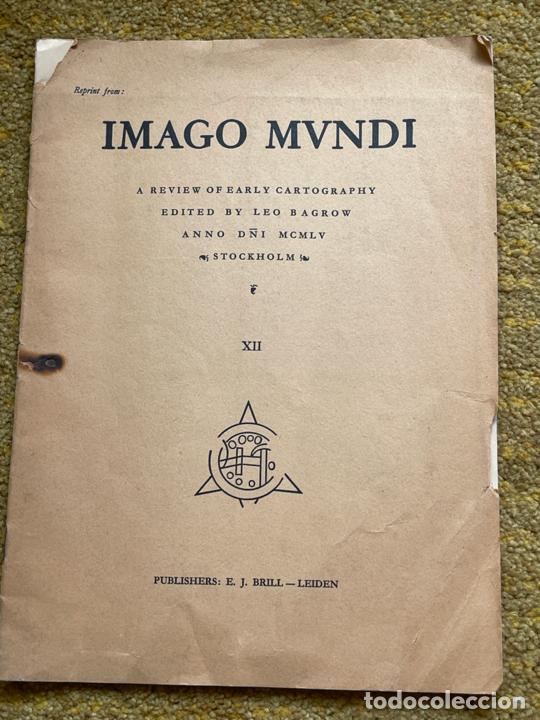 Reprint from:
IMAGO MVNDI
A REVIEW OF EARLY CARTOGRAPHY
EDITED BY LEO BAGROW
ANNO DN̄I MCMLV
STOCKHOLM
XII
PUBLISHERS: E. J. BRILL — LEIDEN
todocoleccion